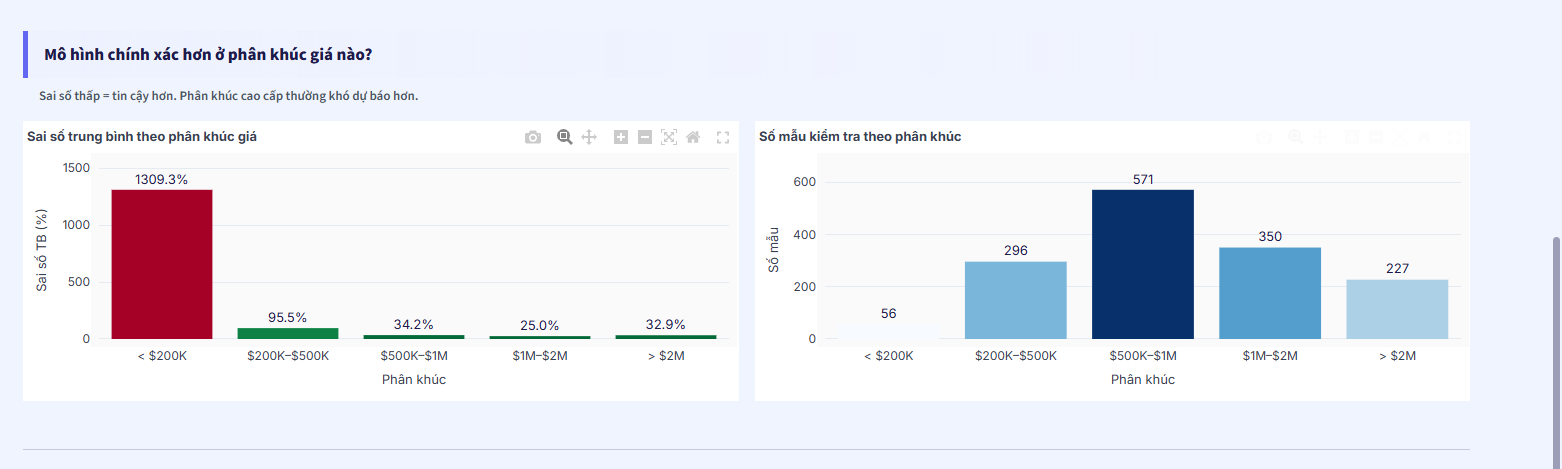 Mô hình chính xác hơn ở phân khúc giá nào?
Sai số thấp = tin cậy hơn. Phân khúc cao cấp thường khó dự báo hơn.
Sai số trung bình theo phân khúc giá
1500
1000
500
0
Sai số TB (%)
1309.3%
95.5%
34.2%
25.0%
32.9%
< $200K
$200K–$500K
$500K–$1M
$1M–$2M
> $2M
Phân khúc
Số mẫu kiểm tra theo phân khúc
600
400
200
0
Số mẫu
56
296
571
350
227
< $200K
$200K–$500K
$500K–$1M
$1M–$2M
> $2M
Phân khúc